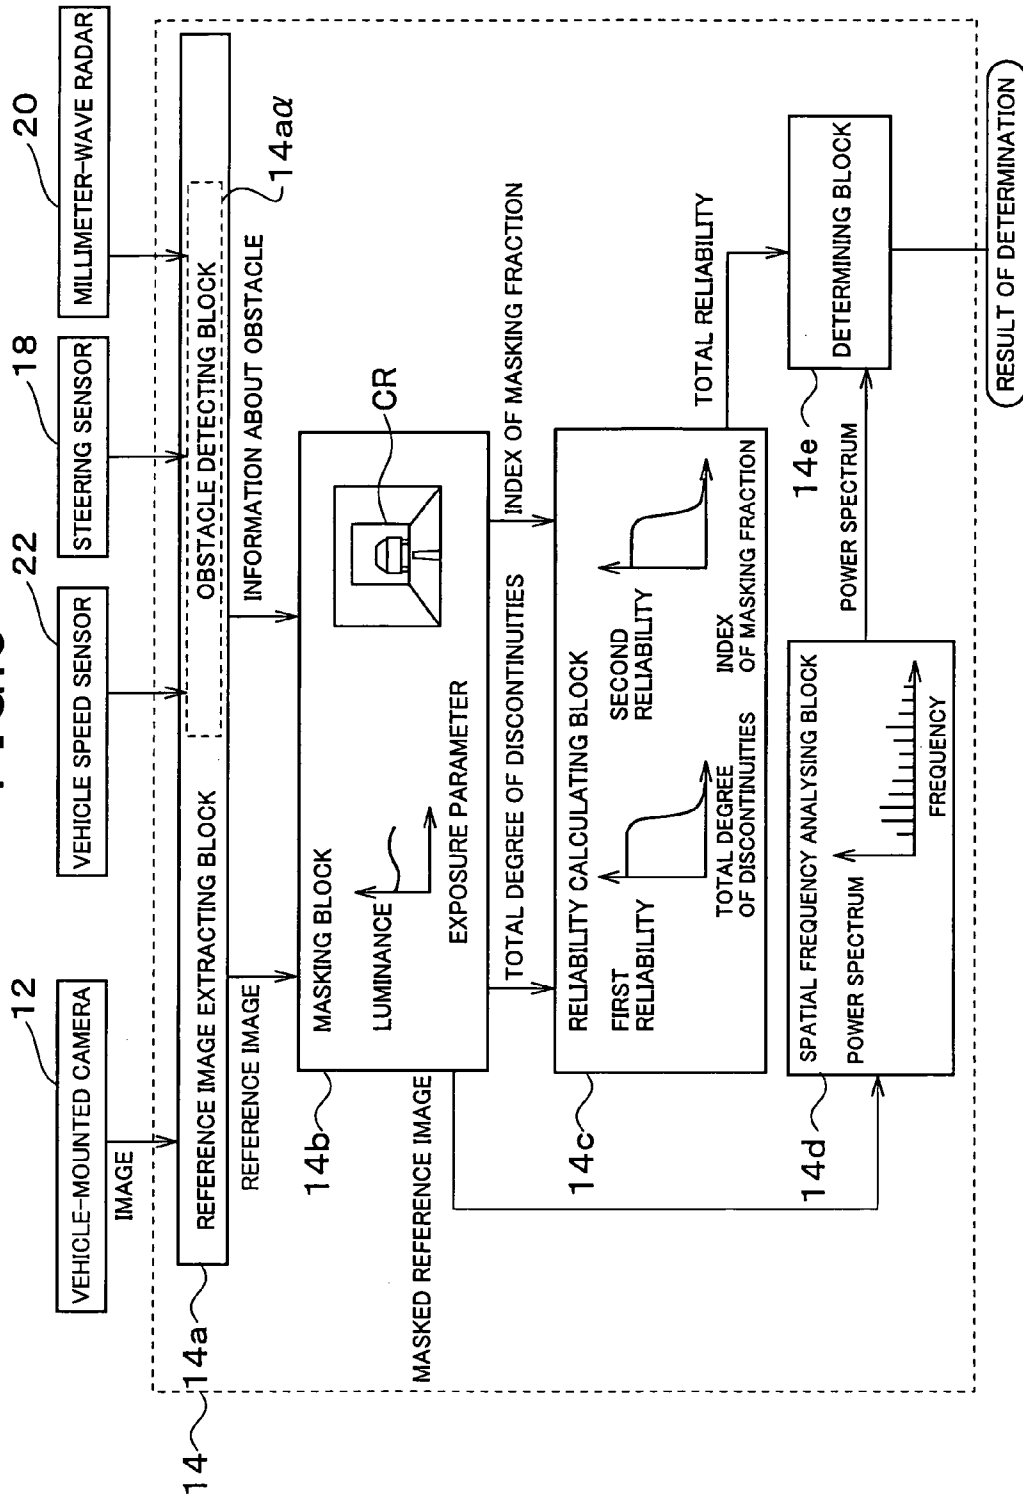 12
VEHICLE-MOUNTED CAMERA
22
VEHICLE SPEED SENSOR
18
STEERING SENSOR
20
MILLIMETER-WAVE RADAR
IMAGE
14
14a
REFERENCE IMAGE EXTRACTING BLOCK
OBSTACLE DETECTING BLOCK
14aα
REFERENCE IMAGE
INFORMATION ABOUT OBSTACLE
14b
MASKING BLOCK
LUMINANCE
EXPOSURE PARAMETER
CR
MASKED REFERENCE IMAGE
TOTAL DEGREE OF DISCONTINUITIES
INDEX OF MASKING FRACTION
14c
RELIABILITY CALCULATING BLOCK
FIRST
RELIABILITY
TOTAL DEGREE
OF DISCONTINUITIES
SECOND
RELIABILITY
INDEX
OF MASKING FRACTION
TOTAL RELIABILITY
14d
SPATIAL FREQUENCY ANALYSING BLOCK
POWER SPECTRUM
FREQUENCY
POWER SPECTRUM
14e
DETERMINING BLOCK
RESULT OF DETERMINATION